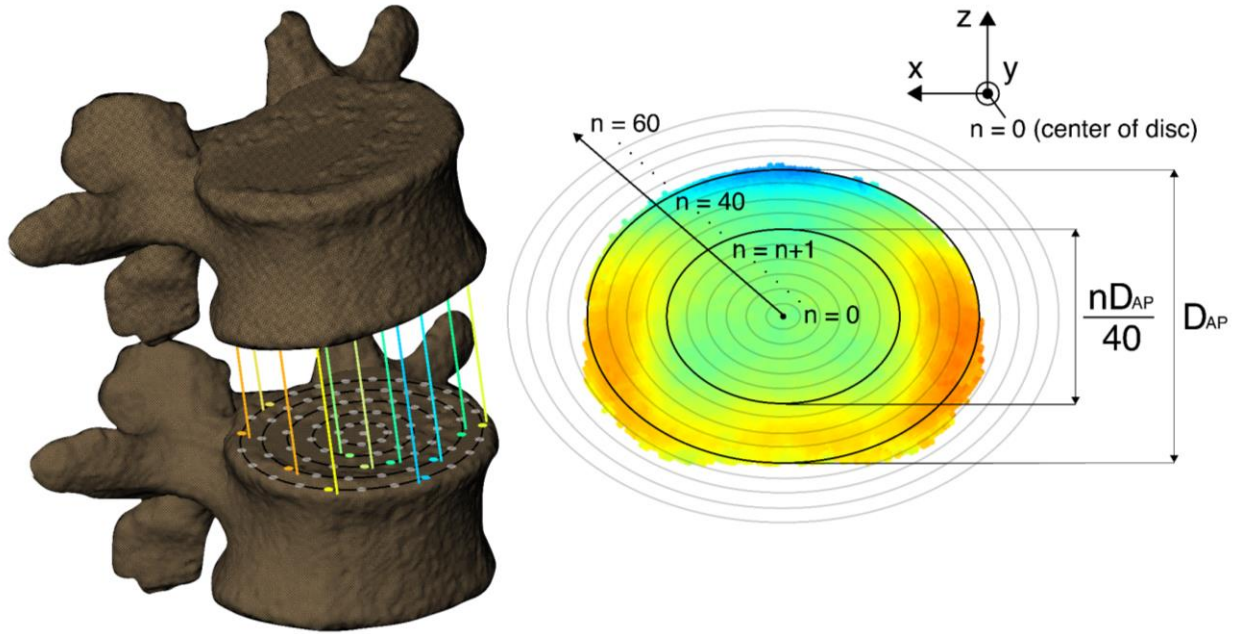 z
x
y
n = 0 (center of disc)
n = 60
n = 40
n = n+1
n = 0
nD_AP
40
D_AP